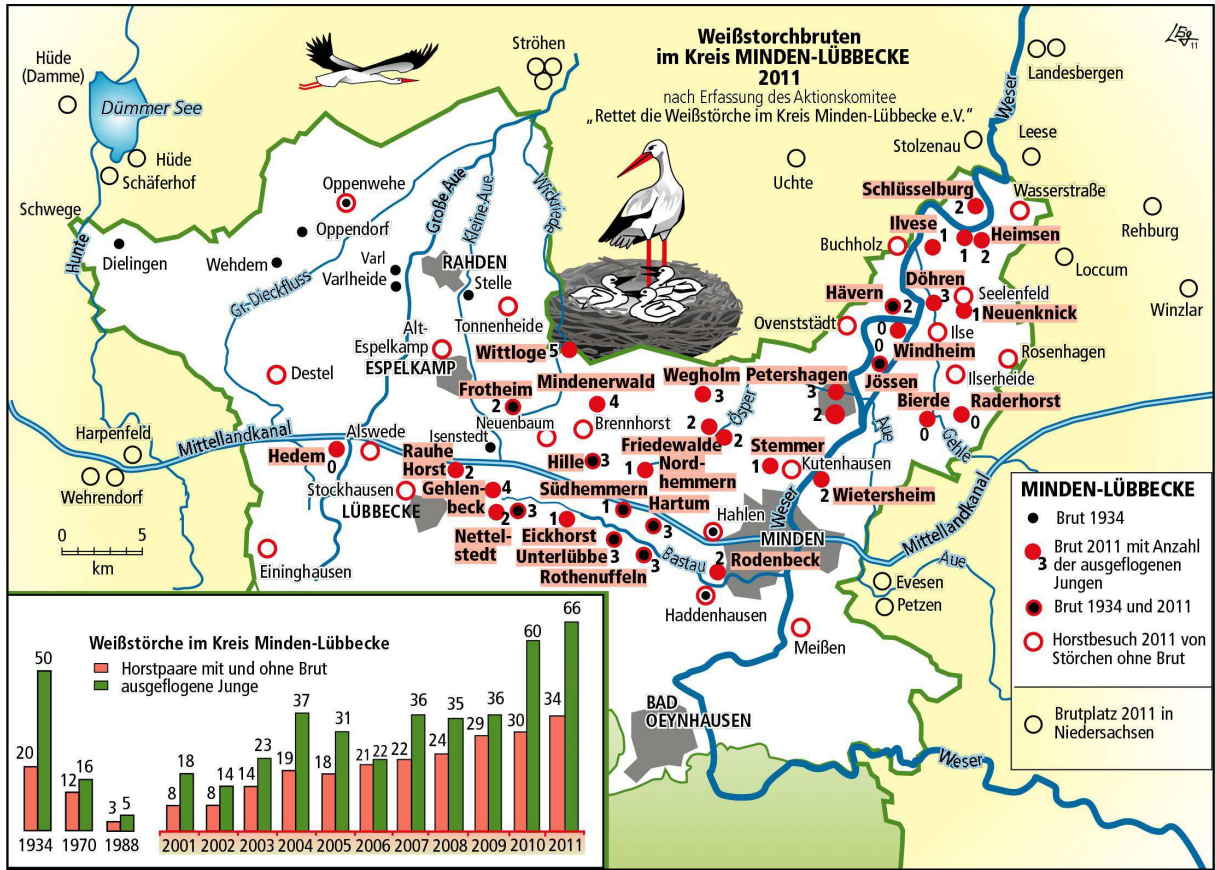 Weißstorchbruten
im Kreis MINDEN-LÜBBECKE
2011
nach Erfassung des Aktionskomitee
„Rettet die Weißstörche im Kreis Minden-Lübbecke e.V.“
11
Hüde
(Damme)
Dümmer See
Hüde
Schäferhof
Schwege
Hunte
Dielingen
Ströhen
Oppenwehe
Oppendorf
Wehdem
Gr.-Dieckfluss
Große Aue
Kleine-Aue
Wickriede
Varl
Varlheide
RAHDEN
Stelle
Tonnenheide
Alt-
Espelkamp
ESPELKAMP
Destel
Wittloge 5
Frotheim
2
Mindenerwald
4
Neuenbaum
Brennhorst
Isenstedt
Harpenfeld
Wehrendorf
Mittellandkanal
Alswede
Hedem
0
Rauhe
Horst 2
Stockhausen
LÜBBECKE
Gehlen-
beck
4
Nettel-
stedt
2
3
Eickhorst
1
Unterlübbe
3
Rothenuffeln
3
Hille 3
Südhemmern
1
Hartum
3
Nord-
hemmern
1
Friedewalde
2
2
Wegholm
3
Ösper
Petershagen
3
2
Stemmer
1
Kutenhausen
Wietersheim
2
Hahlen
MINDEN
Rodenbeck
2
Bastau
Haddenhausen
Meißen
Weser
Eininghausen
0 5
km
Landesbergen
Weser
Stolzenau
Leese
Uchte
Schlüsselburg
2
Wasserstraße
Ilvese
1
Heimsen
1 2
Buchholz
Rehburg
Loccum
Winzlar
Döhren
3
Seelenfeld
Neuenknick
1
Hävern
2
Ovenstädt
Windheim
0
Ilse
Rosenhagen
Jössen
0
Ilserheide
Bierde
0
Raderhorst
0
Aue
Gehle
Mittellandkanal
Aue
Evesen
Petzen
BAD
OEYNHAUSEN
Weser
MINDEN-LÜBBECKE
Brut 1934
Brut 2011 mit Anzahl
3 der ausgeflogenen
Jungen
Brut 1934 und 2011
Horstbesuch 2011 von
Störchen ohne Brut
Brutplatz 2011 in
Niedersachsen
Weißstörche im Kreis Minden-Lübbecke
Horstpaare mit und ohne Brut
ausgeflogene Junge
20 50
12 16
3 5
8 18
8 14
14 23
19 37
18 31
21 22
22 36
24 35
29 36
30 60
34 66
1934 1970 1988 2001 2002 2003 2004 2005 2006 2007 2008 2009 2010 2011